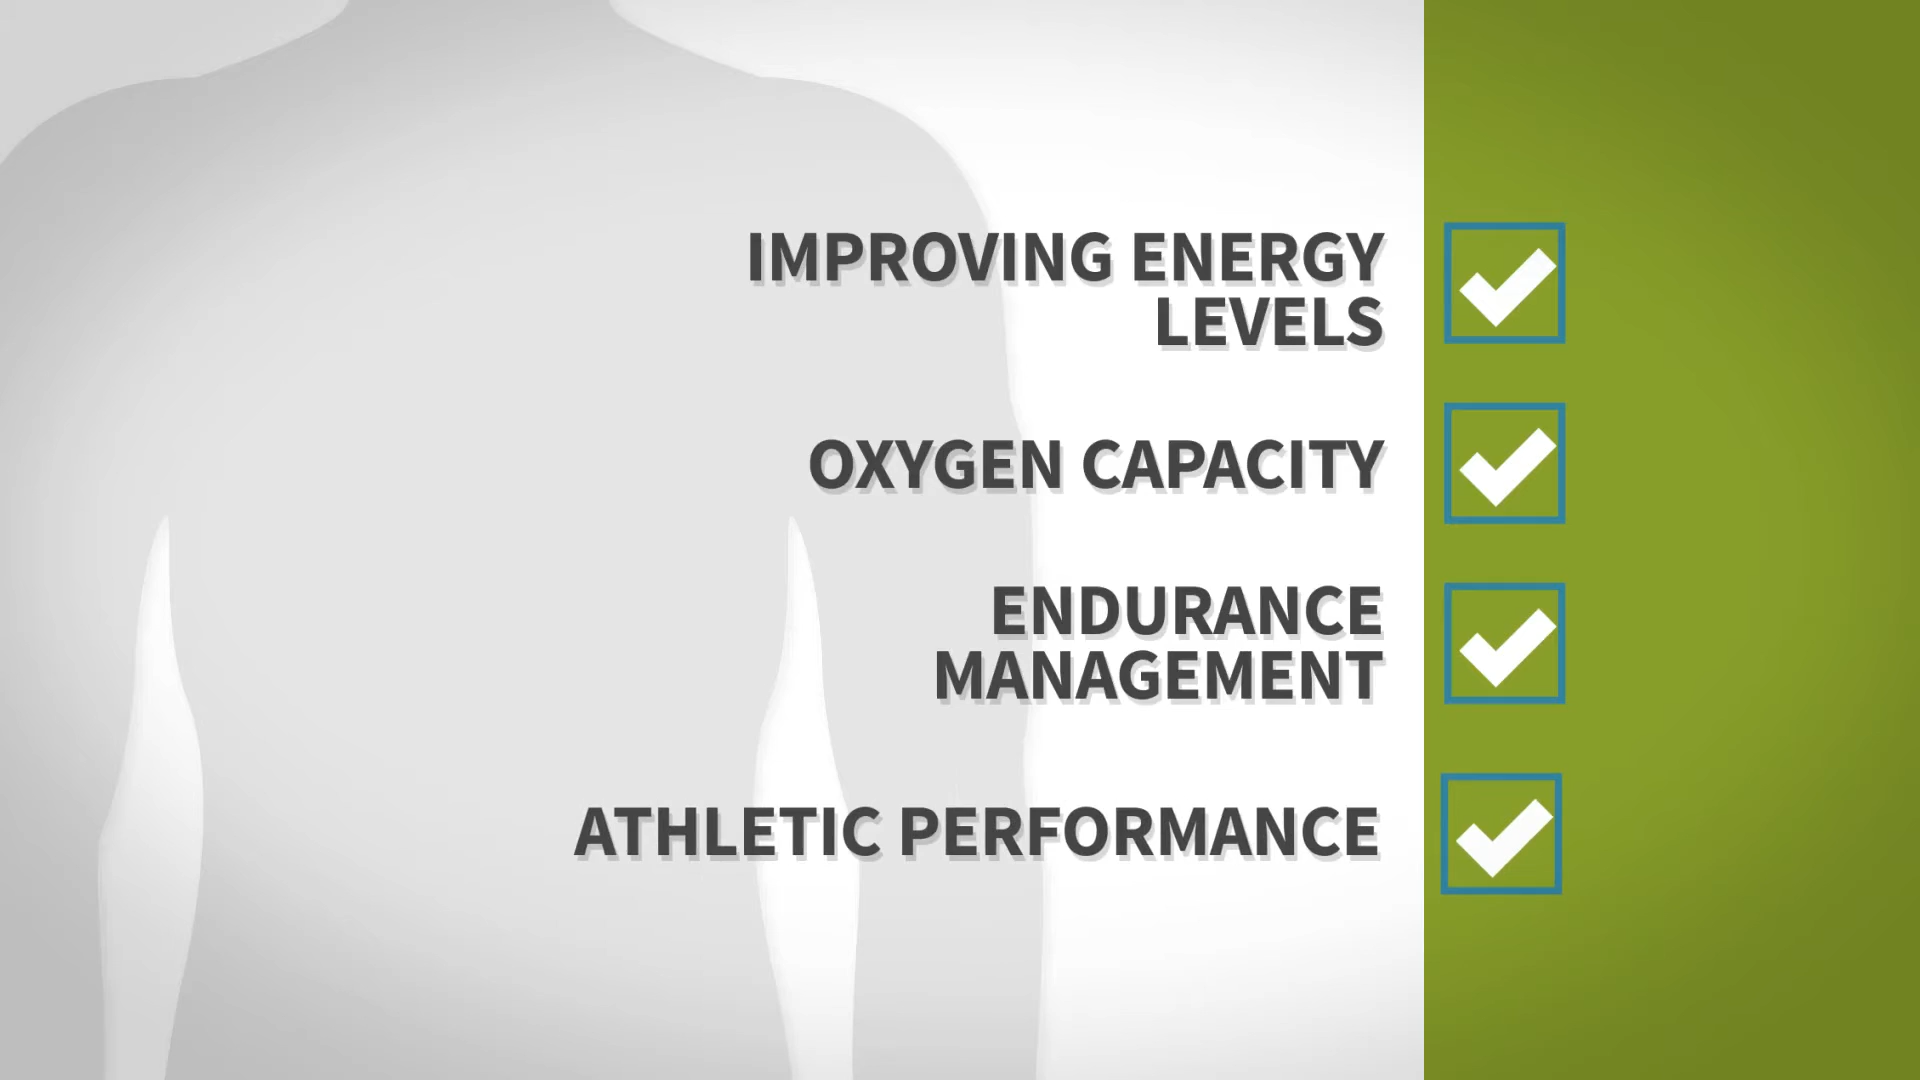 IMPROVING ENERGY
LEVELS
OXYGEN CAPACITY
ENDURANCE
MANAGEMENT
ATHLETIC PERFORMANCE